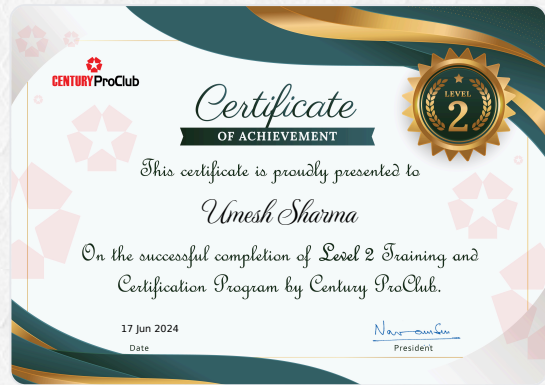 CENTURY ProClub
LEVEL
2
Certificate
OF ACHIEVEMENT
This certificate is proudly presented to
Umesh Sharma
On the successful completion of Level 2 Training and
Certification Program by Century ProClub.
17 Jun 2024
Date
President